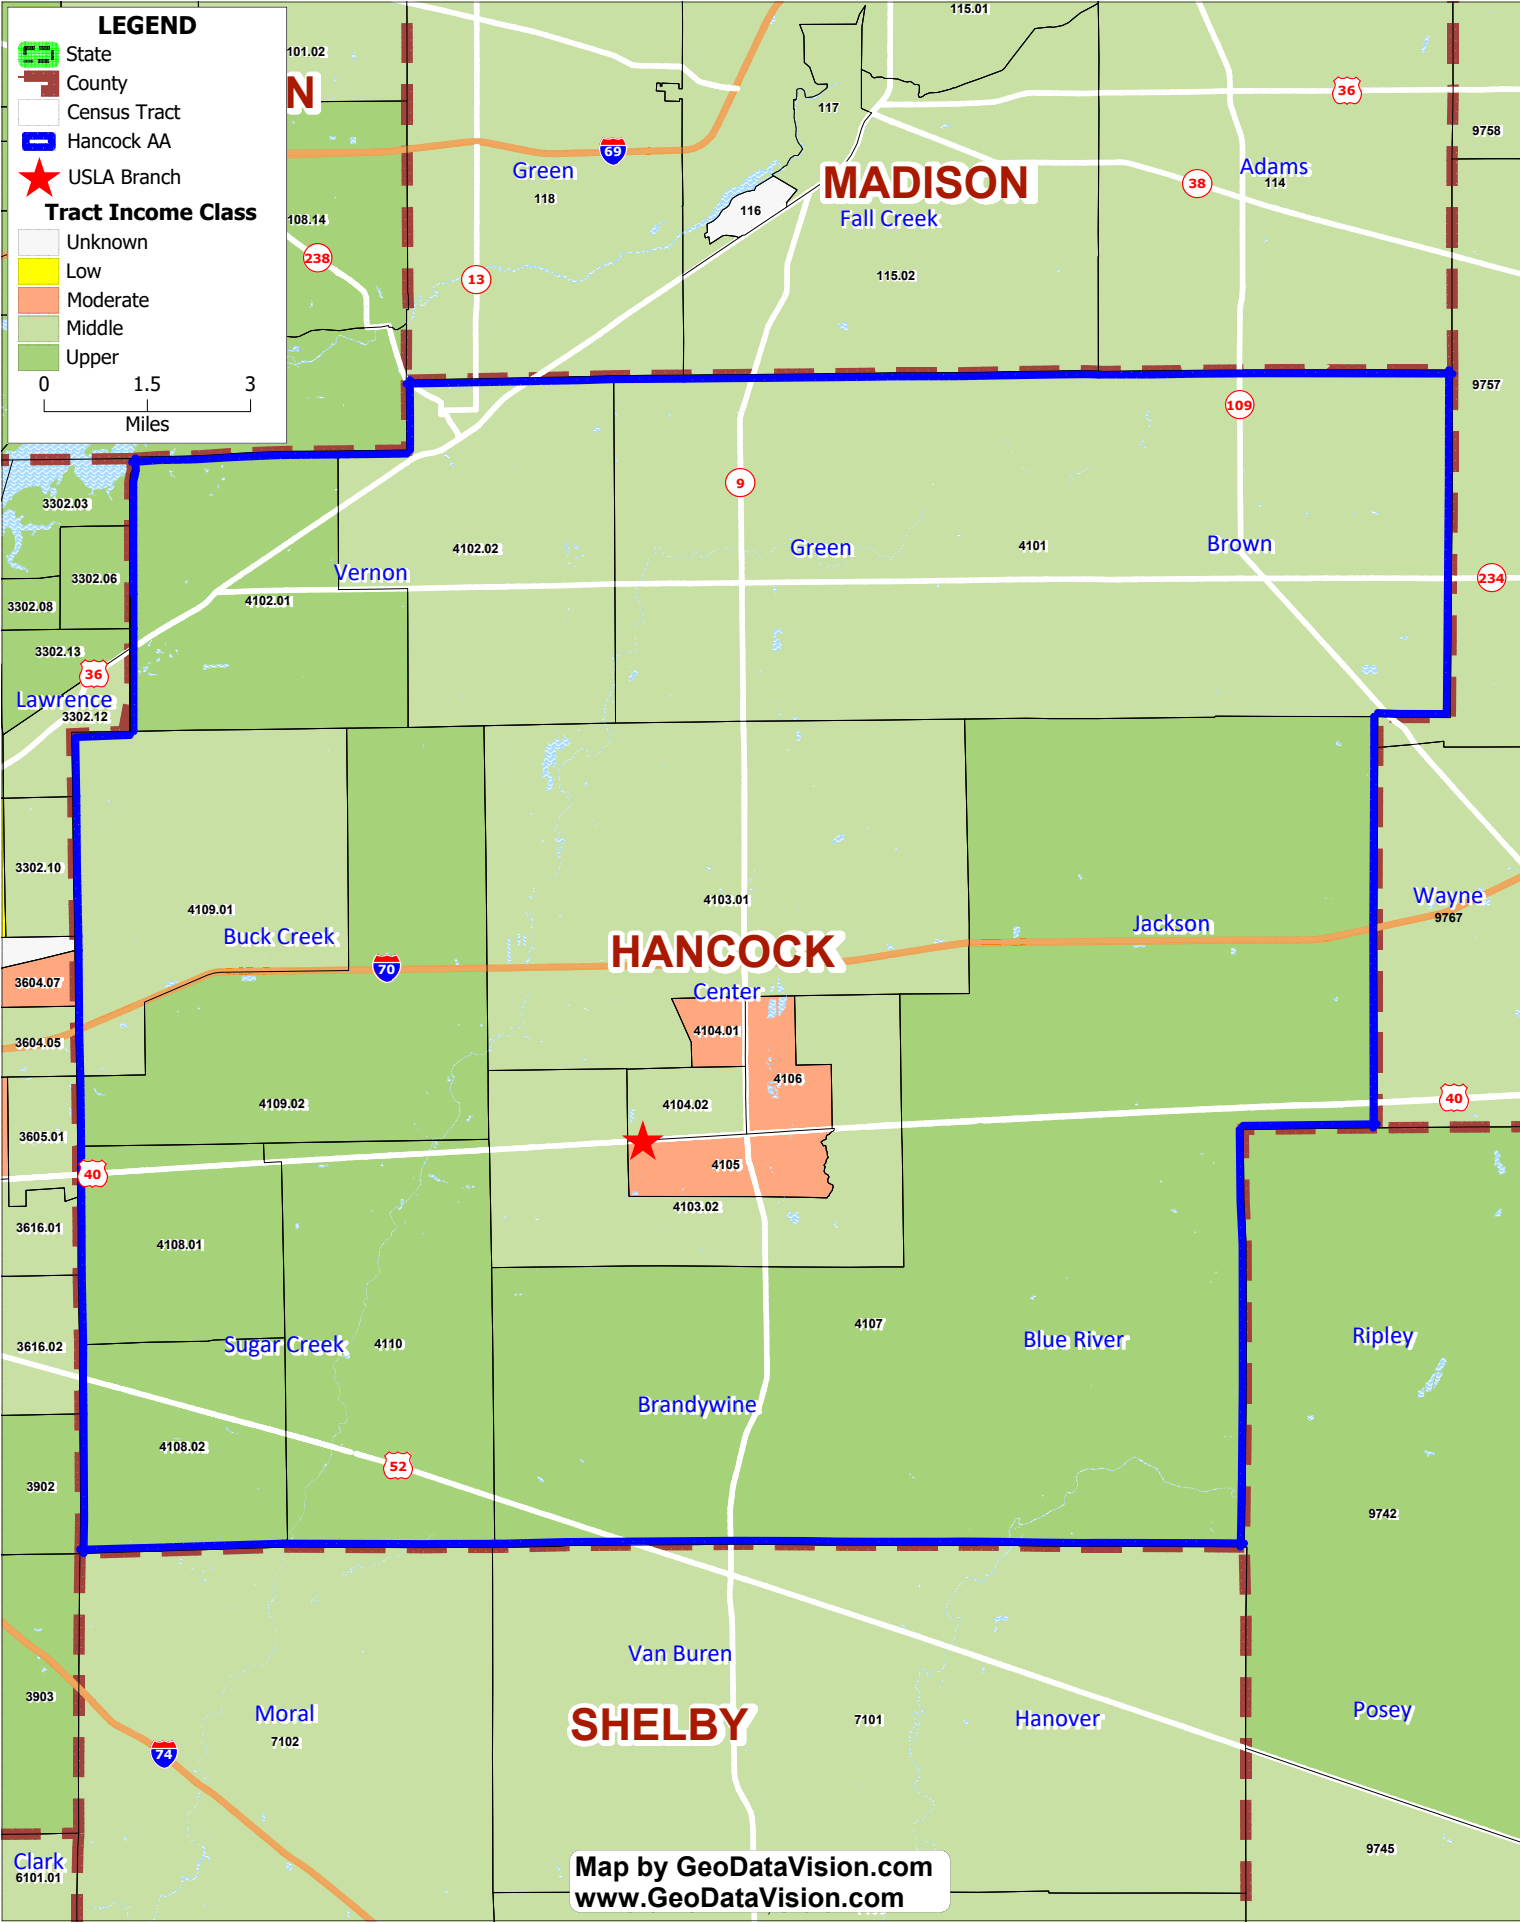 LEGEND
State
County
Census Tract
Hancock AA
USLA Branch
Tract Income Class
Unknown
Low
Moderate
Middle
Upper
0 1.5 3
Miles
115.01
101.02
N
36
117
9758
69
Green
118
MADISON
Adams
114
38
116
Fall Creek
108.14
238
13
115.02
9757
109
9
3302.03
4102.02
Green
4101
Brown
Vernon
234
3302.06
4102.01
3302.08
3302.13
36
Lawrence
3302.12
3302.10
4109.01
4103.01
Wayne
9767
Buck Creek
Jackson
HANCOCK
70
3604.07
Center
4104.01
3604.05
4106
40
4109.02
4104.02
3605.01
40
4105
4103.02
3616.01
4108.01
4107
3616.02
Sugar Creek
4110
Blue River
Ripley
Brandywine
4108.02
52
3902
9742
Van Buren
3903
Moral
7102
SHELBY
7101
Hanover
Posey
74
9745
Clark
6101.01
Map by GeoDataVision.com
www.GeoDataVision.com